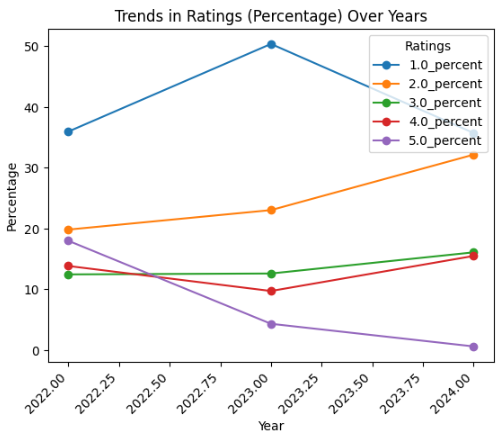 Trends in Ratings (Percentage) Over Years
Ratings
1.0_percent
2.0_percent
3.0_percent
4.0_percent
5.0_percent
Percentage
50
40
30
20
10
0
2022.00
2022.25
2022.50
2022.75
2023.00
2023.25
2023.50
2023.75
2024.00
Year